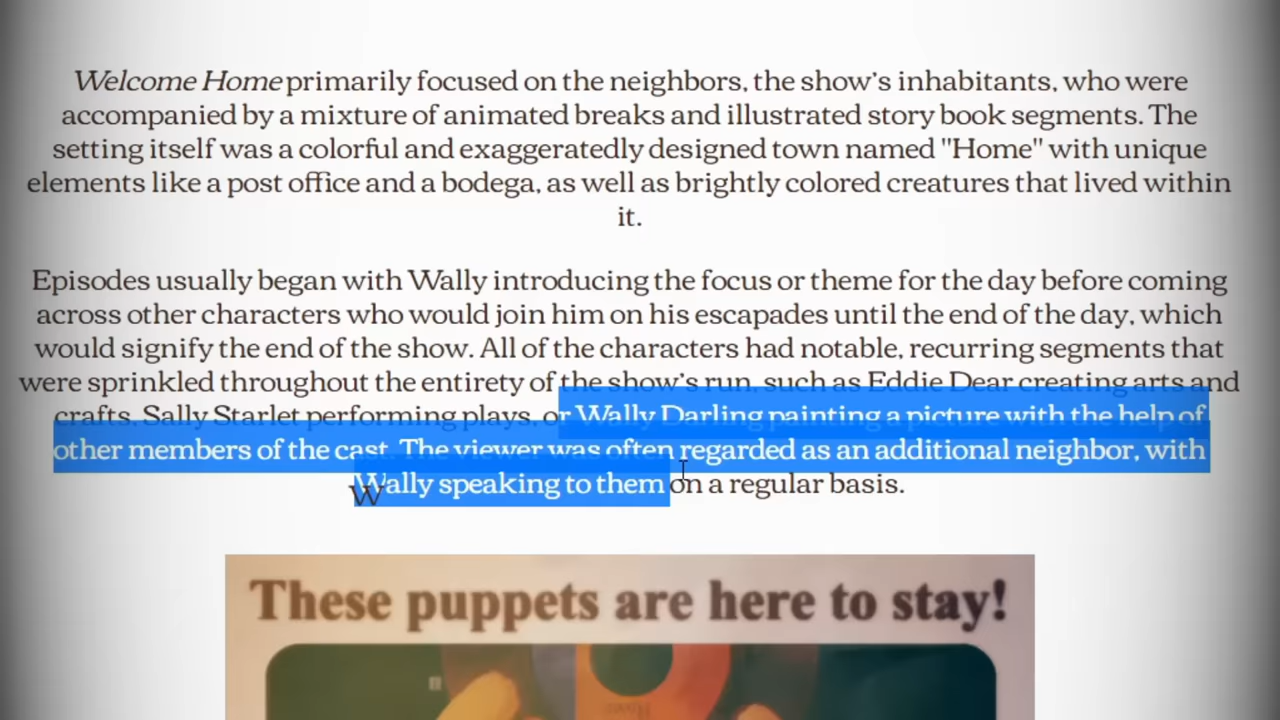 Welcome Home primarily focused on the neighbors, the show's inhabitants, who were
accompanied by a mixture of animated breaks and illustrated story book segments. The
setting itself was a colorful and exaggeratedly designed town named "Home" with unique
elements like a post office and a bodega, as well as brightly colored creatures that lived within
it.
Episodes usually began with Wally introducing the focus or theme for the day before coming
across other characters who would join him on his escapades until the end of the day, which
would signify the end of the show. All of the characters had notable, recurring segments that
were sprinkled throughout the entirety of the show's run, such as Eddie Dear creating arts and
crafts, Sally Starlet performing plays, or Wally Darling painting a picture with the help of
other members of the cast. The viewer was often regarded as an additional neighbor, with
Wally speaking to them on a regular basis.
These puppets are here to stay!